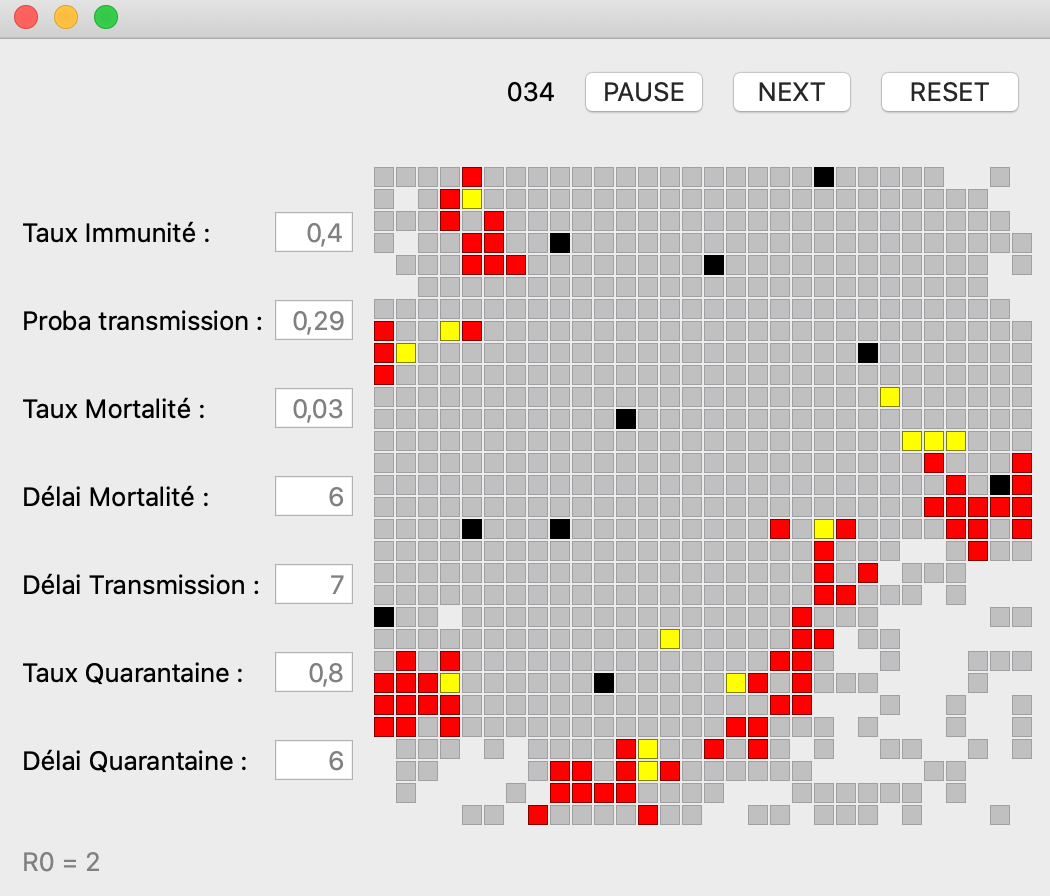 034 PAUSE NEXT RESET
Taux Immunité : 0,4
Proba transmission : 0,29
Taux Mortalité : 0,03
Délai Mortalité : 6
Délai Transmission : 7
Taux Quarantaine : 0,8
Délai Quarantaine : 6
R0 = 2